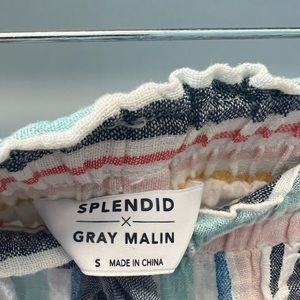 SPLENDID
×
GRAY MALIN
S MADE IN CHINA